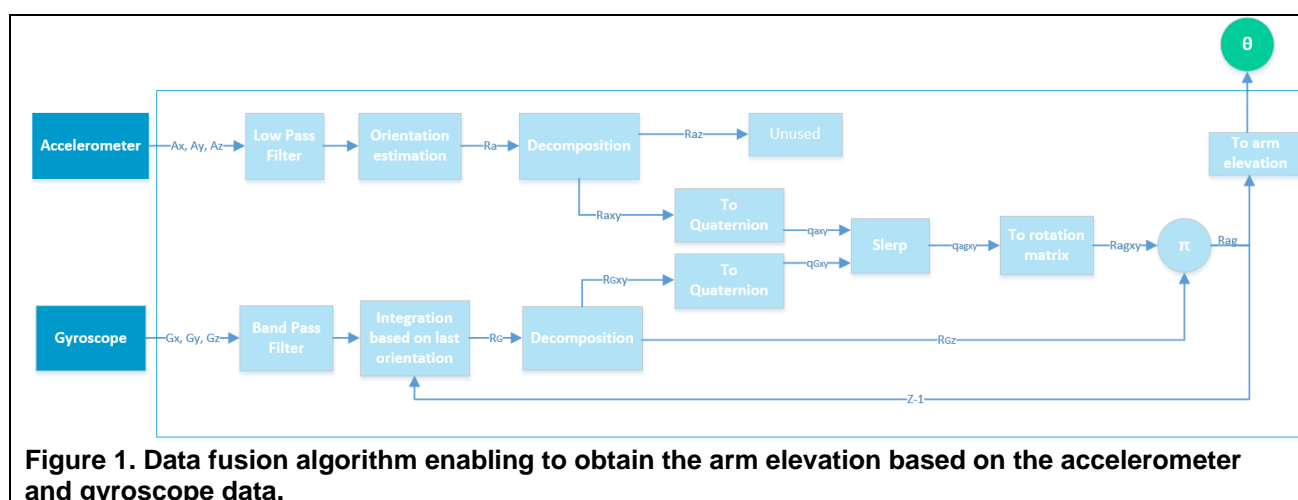 θ
Accelerometer
Ax, Ay, Az
Low Pass
Filter
Orientation
estimation
Ra
Decomposition
Raz
Unused
To arm
elevation
Raxy
To
Quaternion
qaxy
Slerp
qagxy
To rotation
matrix
Ragxy
π
Rag
qGxy
To
Quaternion
RGxy
Gyroscope
Gx, Gy, Gz
Band Pass
Filter
Integration
based on last
orientation
RG
Decomposition
RGz
Z-1
Figure 1. Data fusion algorithm enabling to obtain the arm elevation based on the accelerometer
and gyroscope data.